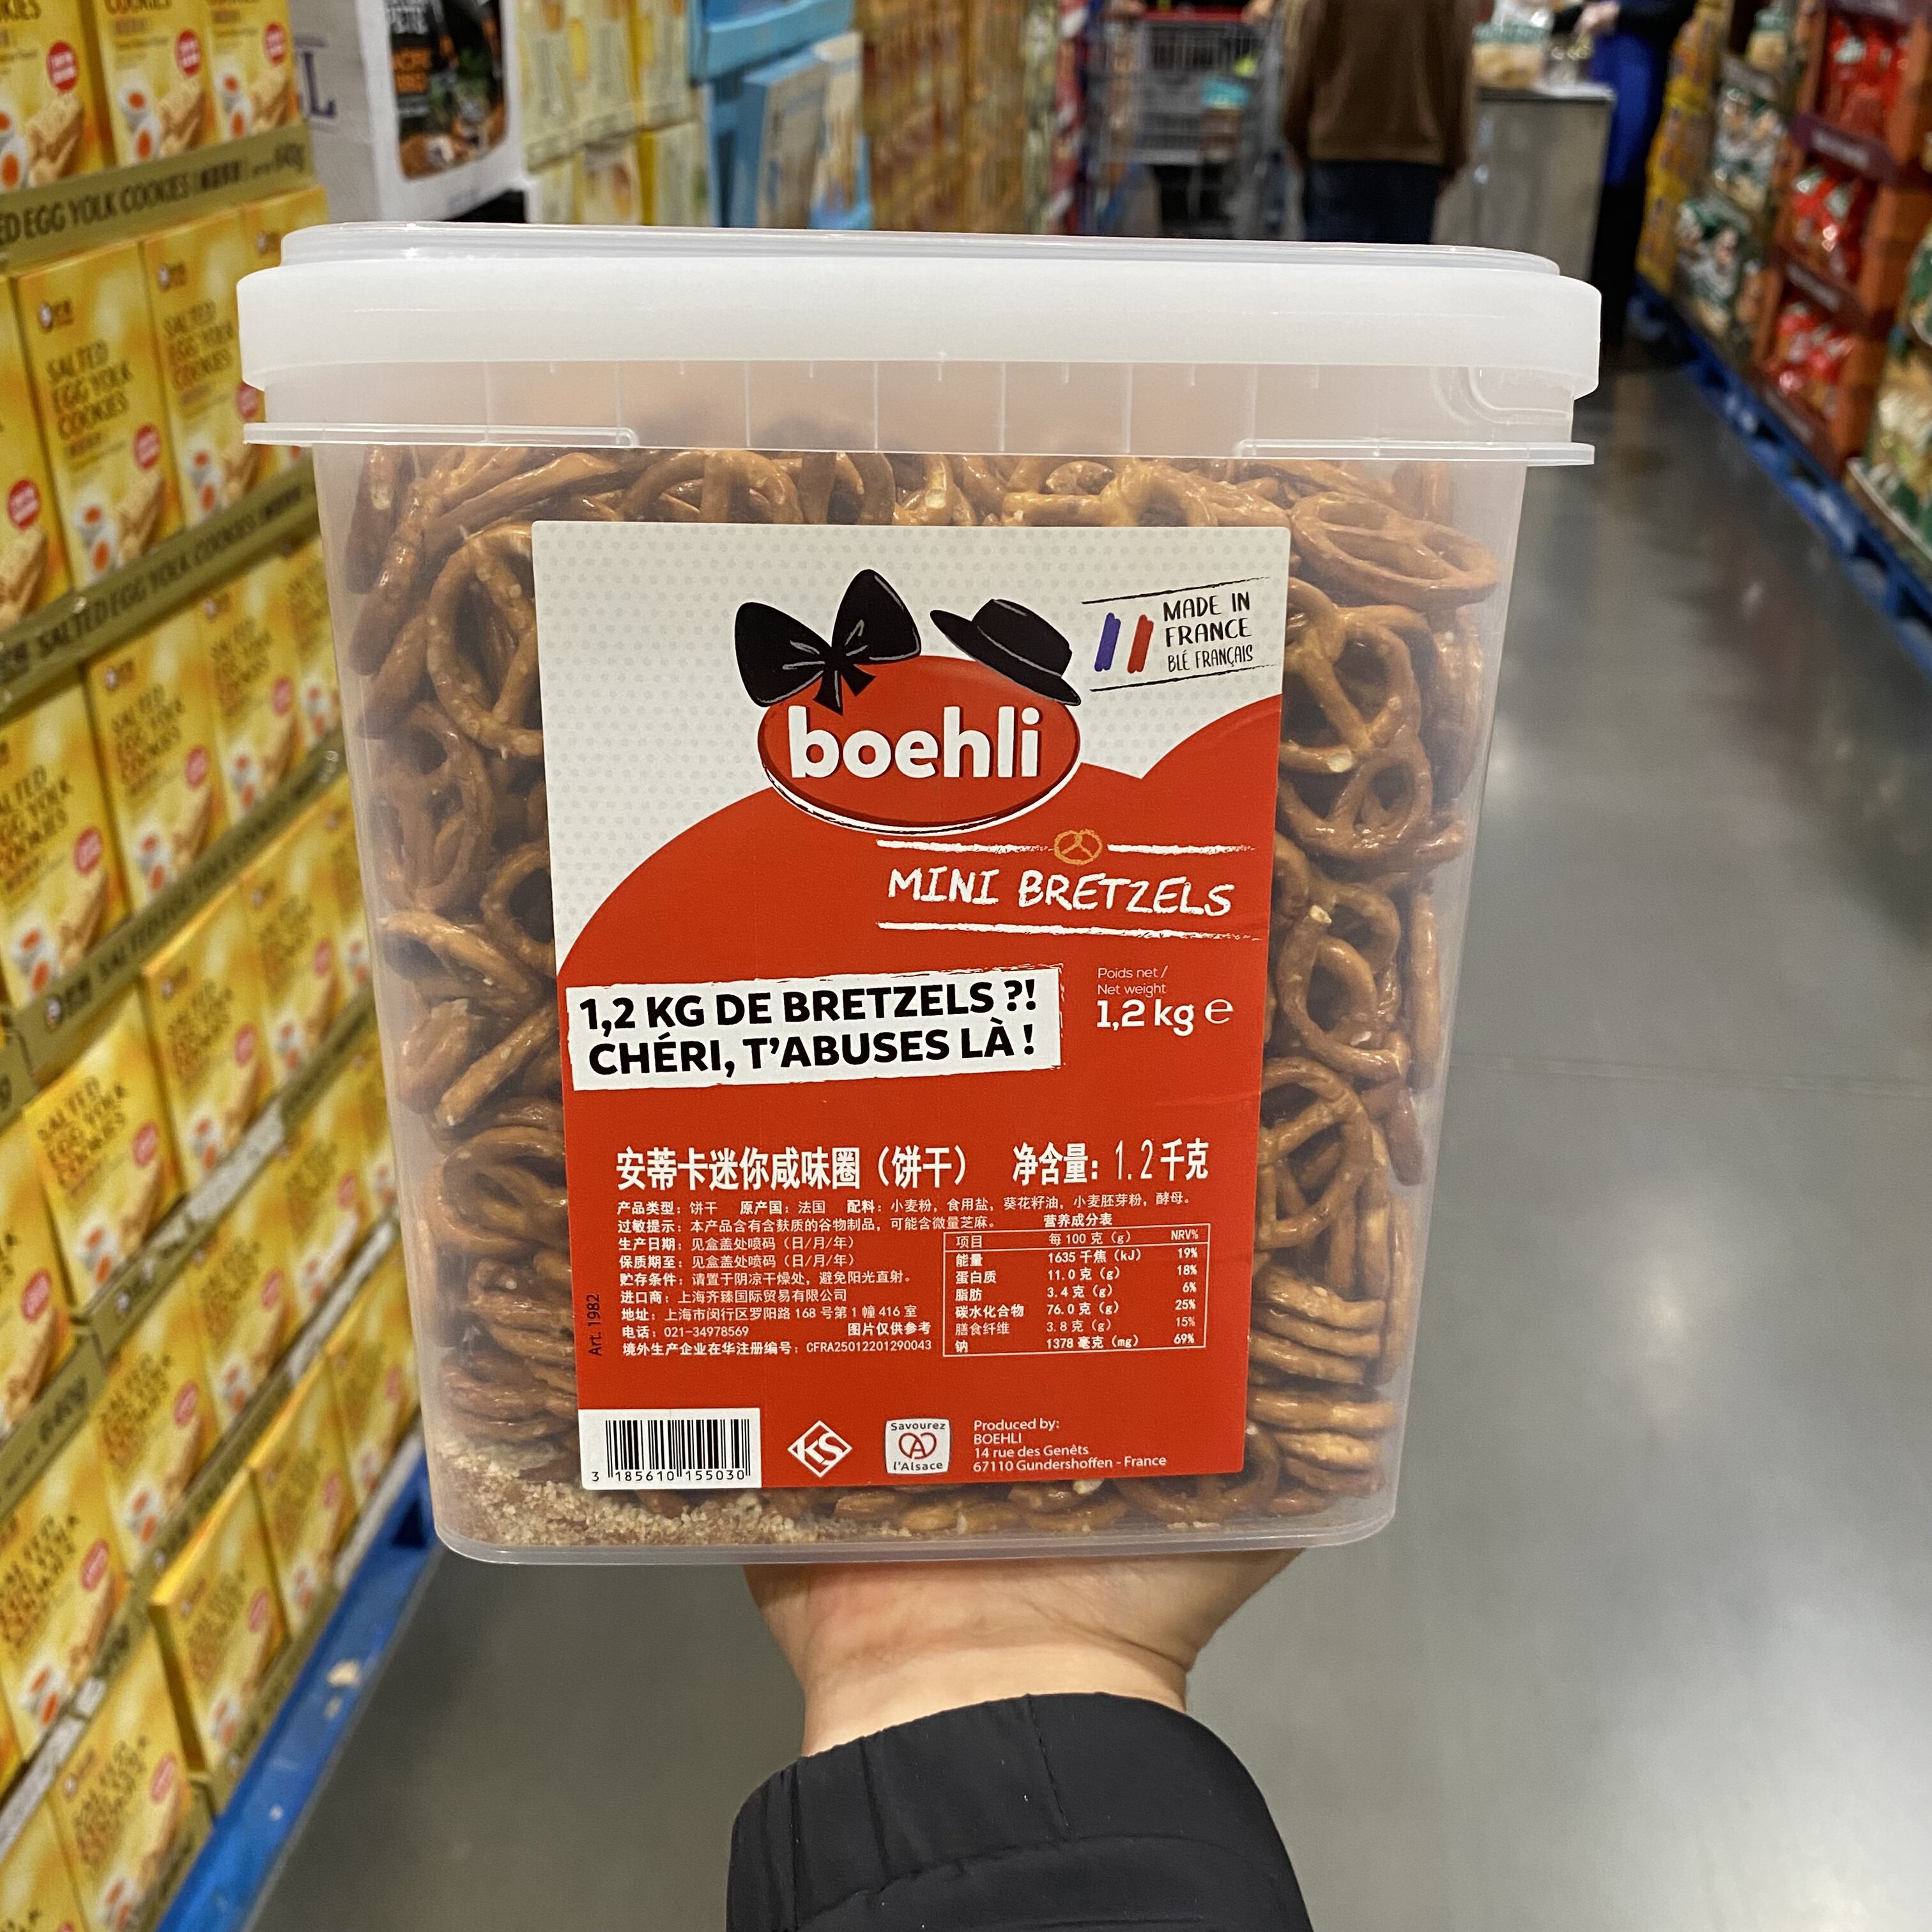 MADE IN
FRANCE
BLÉ FRANÇAIS
boehli
MINI BRETZELS
1,2 KG DE BRETZELS ?!
CHÉRI, T'ABUSES LÀ !
Poids net /
Net weight
1,2 kg e
安蒂卡迷你咸味圈（饼干） 净含量：1.2千克
产品类型：饼干 原产国：法国 配料：小麦粉，食用盐，葵花籽油，小麦胚芽粉，酵母。
过敏提示：本产品含有含麸质的谷物制品，可能含微量芝麻。
生产日期：见盒盖处喷码（日/月/年）
保质期至：见盒盖处喷码（日/月/年）
贮存条件：请置于阴凉干燥处，避免阳光直射。
进口商：上海齐臻国际贸易有限公司
地址：上海市闵行区罗阳路168号第1幢416室
电话：021-34978569 图片仅供参考
境外生产企业在华注册编号：CFRA25012201290043
营养成分表
项目 每100克（g） NRV%
能量 1635千焦（kJ） 19%
蛋白质 11.0克（g） 18%
脂肪 3.4克（g） 6%
碳水化合物 76.0克（g） 25%
膳食纤维 3.8克（g） 15%
钠 1378毫克（mg） 69%
Art. 1982
3 185610 155030
KS
Savourez
l'Alsace
Produced by:
BOEHLI
14 rue des Genêts
67110 Gundershoffen - France
ED EGG YOLK COOKIES
SALTED
EGG YOLK
COOKIES
SALTED EGG YOLK COOKIES